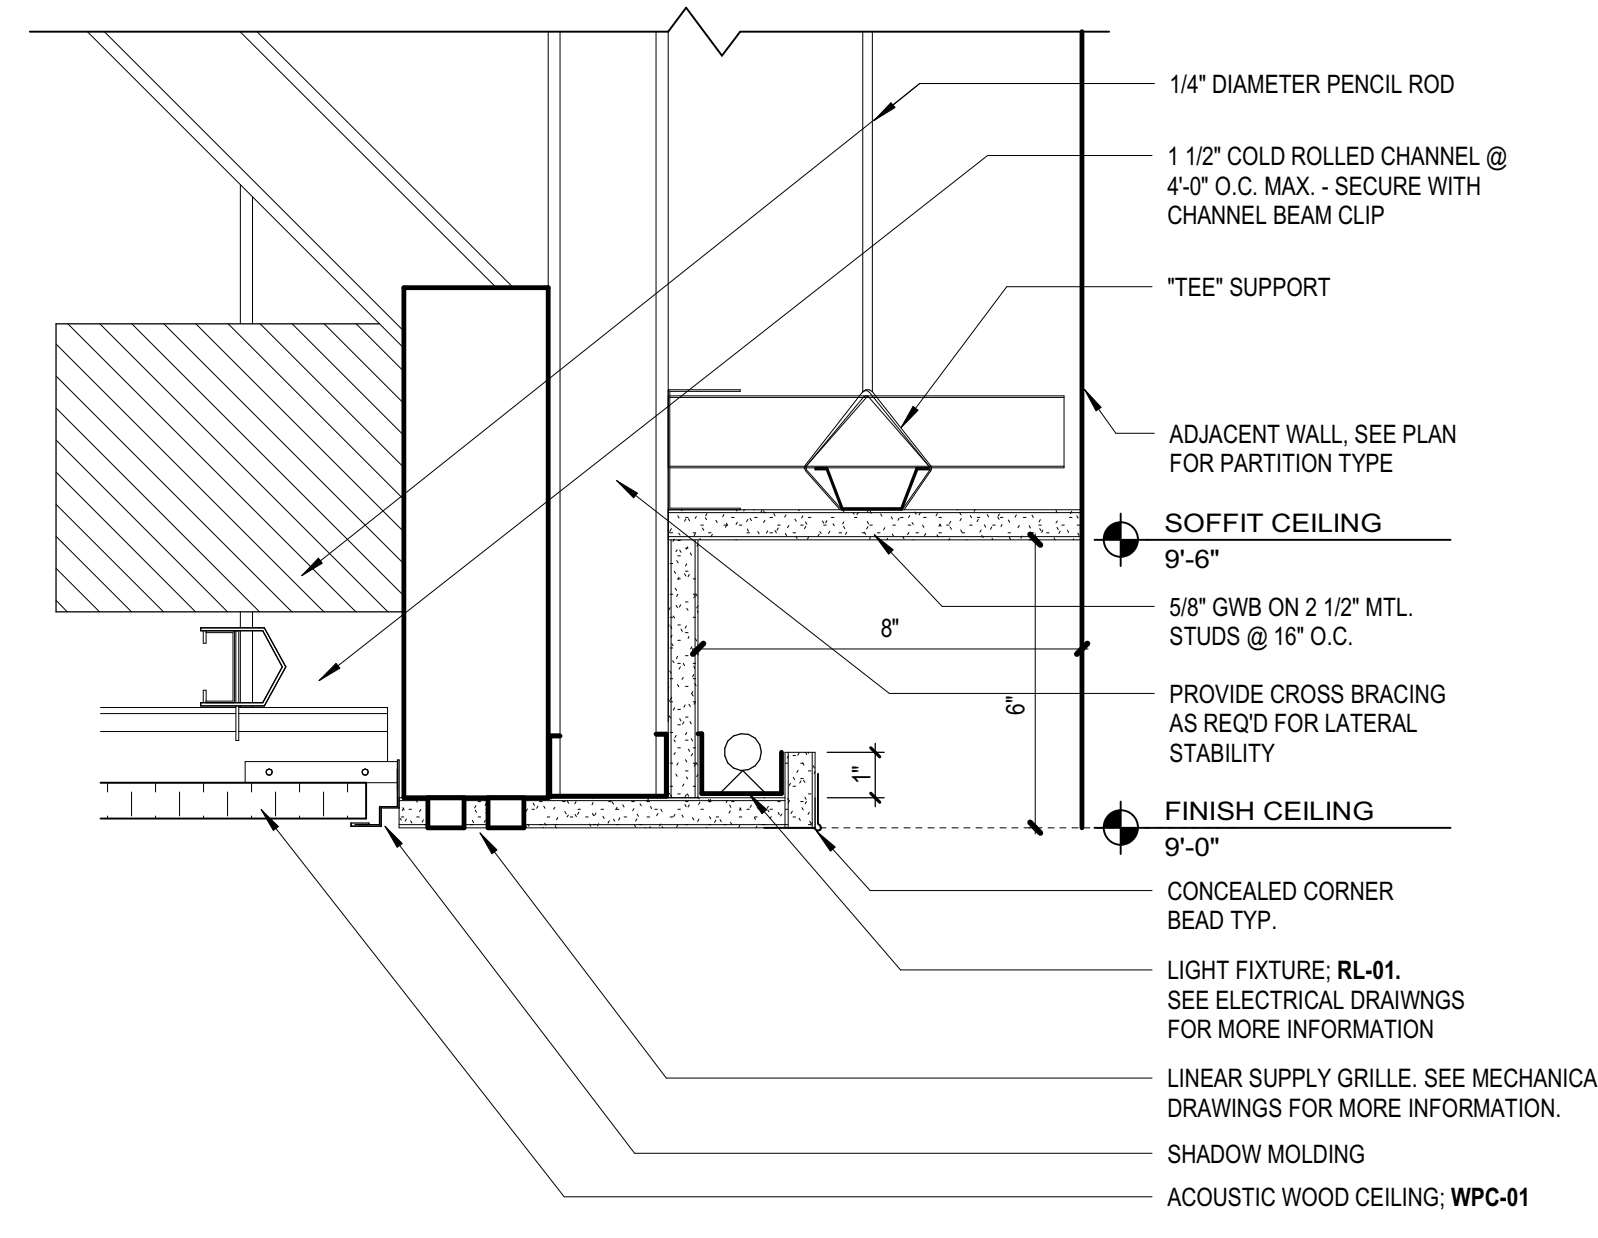 1/4" DIAMETER PENCIL ROD
1 1/2" COLD ROLLED CHANNEL @
4'-0" O.C. MAX. - SECURE WITH
CHANNEL BEAM CLIP
"TEE" SUPPORT
ADJACENT WALL, SEE PLAN
FOR PARTITION TYPE
SOFFIT CEILING
9'-6"
5/8" GWB ON 2 1/2" MTL.
STUDS @ 16" O.C.
8"
PROVIDE CROSS BRACING
AS REQ'D FOR LATERAL
STABILITY
6"
1"
FINISH CEILING
9'-0"
CONCEALED CORNER
BEAD TYP.
LIGHT FIXTURE; RL-01.
SEE ELECTRICAL DRAIWNGS
FOR MORE INFORMATION
LINEAR SUPPLY GRILLE. SEE MECHANICA
DRAWINGS FOR MORE INFORMATION.
SHADOW MOLDING
ACOUSTIC WOOD CEILING; WPC-01